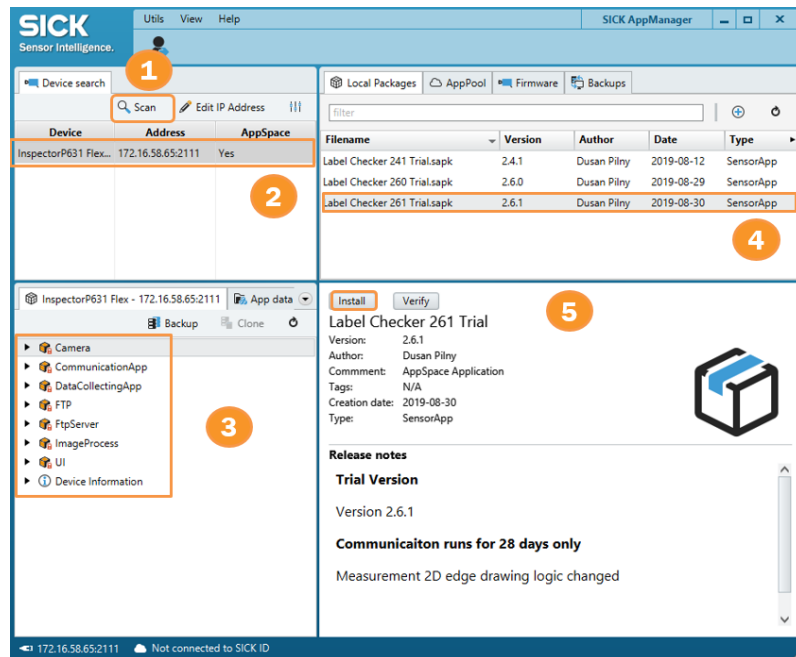 SICK
Sensor Intelligence.
Utils View Help
SICK AppManager
1
Device search
Scan Edit IP Address
Device Address AppSpace
InspectorP631 Flex... 172.16.58.65:2111 Yes
2
Local Packages AppPool Firmware Backups
filter
Filename Version Author Date Type
Label Checker 241 Trial.sapk 2.4.1 Dusan Pilny 2019-08-12 SensorApp
Label Checker 260 Trial.sapk 2.6.0 Dusan Pilny 2019-08-29 SensorApp
Label Checker 261 Trial.sapk 2.6.1 Dusan Pilny 2019-08-30 SensorApp
4
InspectorP631 Flex - 172.16.58.65:2111 App data
Backup Clone
Camera
CommunicationApp
DataCollectingApp
FTP
FtpServer
ImageProcess
UI
Device Information
3
Install Verify
5
Label Checker 261 Trial
Version: 2.6.1
Author: Dusan Pilny
Commment: AppSpace Application
Tags: N/A
Creation date: 2019-08-30
Type: SensorApp
Release notes
Trial Version
Version 2.6.1
Communicaiton runs for 28 days only
Measurement 2D edge drawing logic changed
172.16.58.65:2111 Not connected to SICK ID